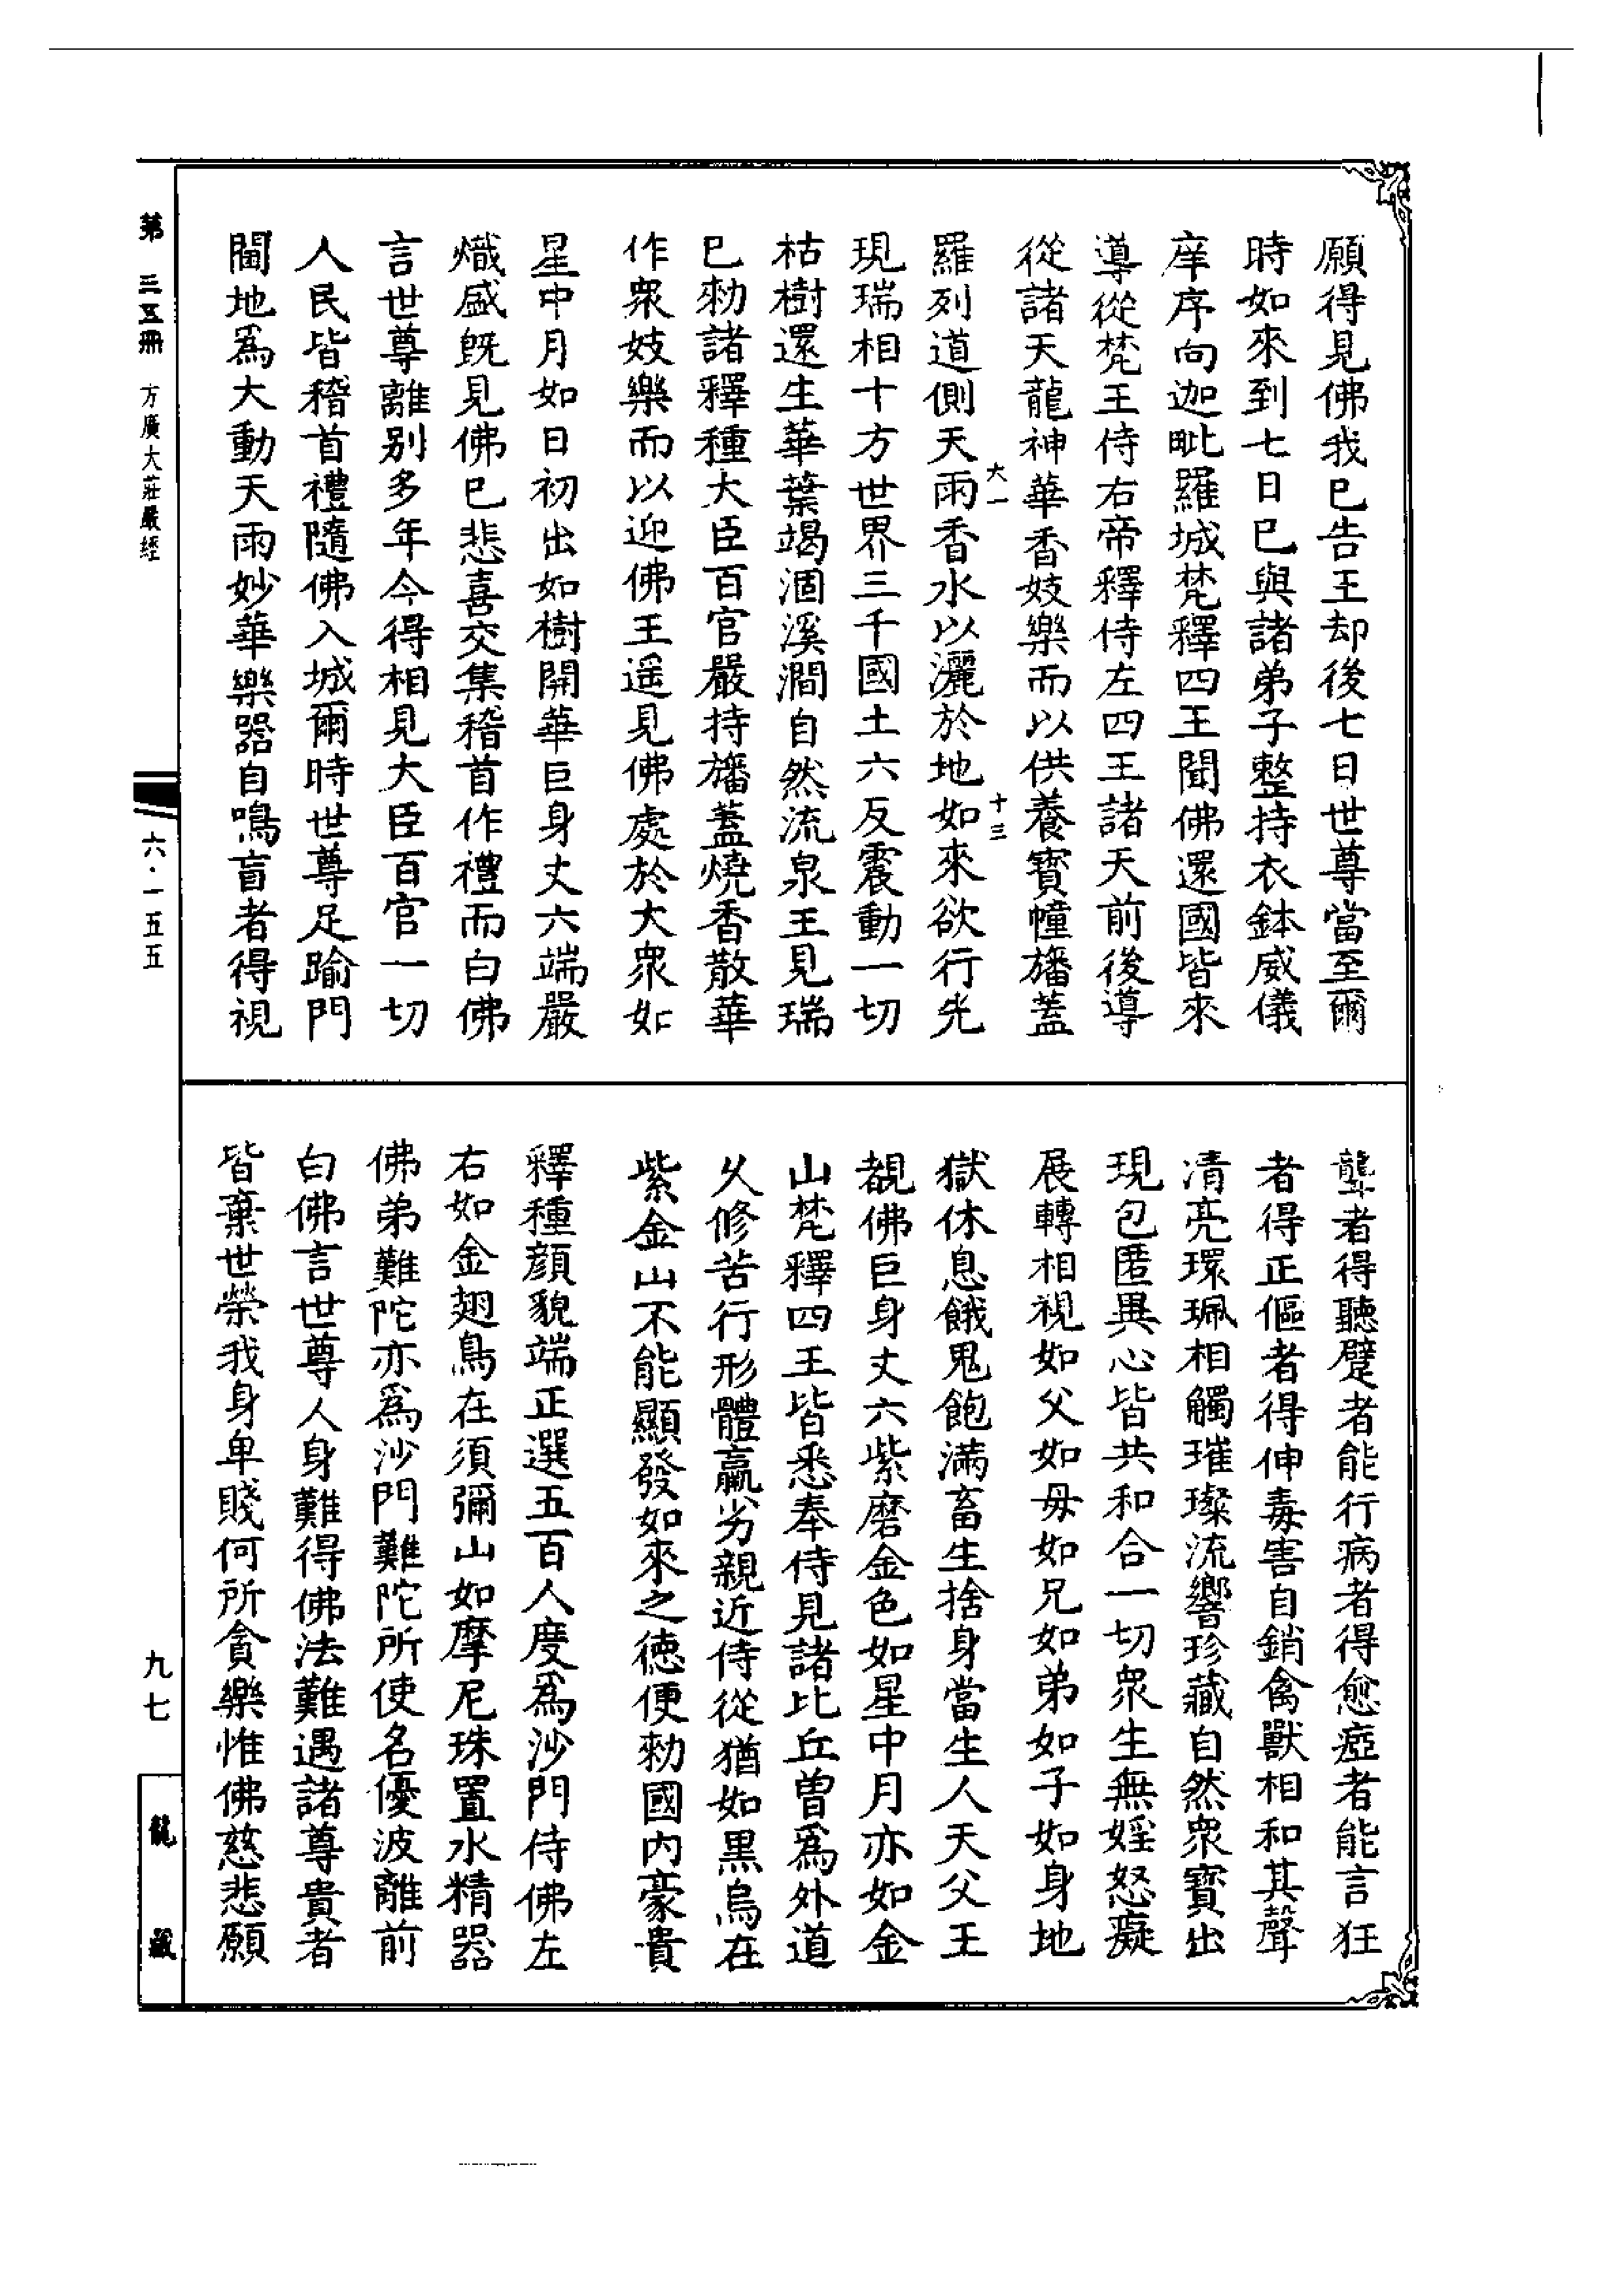 願得見佛我已告王却後七日世尊當至爾
時如來到七日已與諸弟子整持衣鉢威儀
庠序向迦毗羅城梵釋四王聞佛還國皆來
導從梵王侍右帝釋侍左四王諸天前後導
從諸天龍神華香妓樂而以供養寶幢旛蓋
大一
十三
羅列道側天雨香水以灑於地如來欲行先
現瑞相十方世界三千國土六反震動一切
枯樹還生華葉竭涸溪澗自然流泉王見瑞
已勑諸釋種大臣百官嚴持旛蓋燒香散華
作衆妓樂而以迎佛王遥見佛處於大衆如
星中月如日初出如樹開華巨身丈六端嚴
熾盛旣見佛已悲喜交集稽首作禮而白佛
言世尊離别多年今得相見大臣百官一切
人民皆稽首禮隨佛入城爾時世尊足踰門
閫地爲大動天雨妙華樂器自鳴盲者得視
聾者得聽躄者能行病者得愈瘂者能言狂
者得正傴者得伸毒害自銷禽獸相和其聲
清亮環珮相觸璀璨流響珍藏自然衆寶出
現包匿異心皆共和合一切衆生無婬怒癡
展轉相視如父如母如兄如弟如子如身地
獄休息餓鬼飽滿畜生捨身當生人天父王
覩佛巨身丈六紫磨金色如星中月亦如金
山梵釋四王皆悉奉侍見諸比丘曽爲外道
久修苦行形體羸劣親近侍從猶如黒烏在
紫金山不能顯發如來之德便勑國内豪貴
釋種顔貌端正選五百人度爲沙門侍佛左
右如金翅鳥在須彌山如摩尼珠置水精器
佛弟難陀亦爲沙門難陀所使名優波離前
白佛言世尊人身難得佛法難遇諸尊貴者
皆棄世榮我身卑賤何所貪樂惟佛慈悲願
第三五冊
方廣大莊嚴經
六·一五五
九七
龍藏